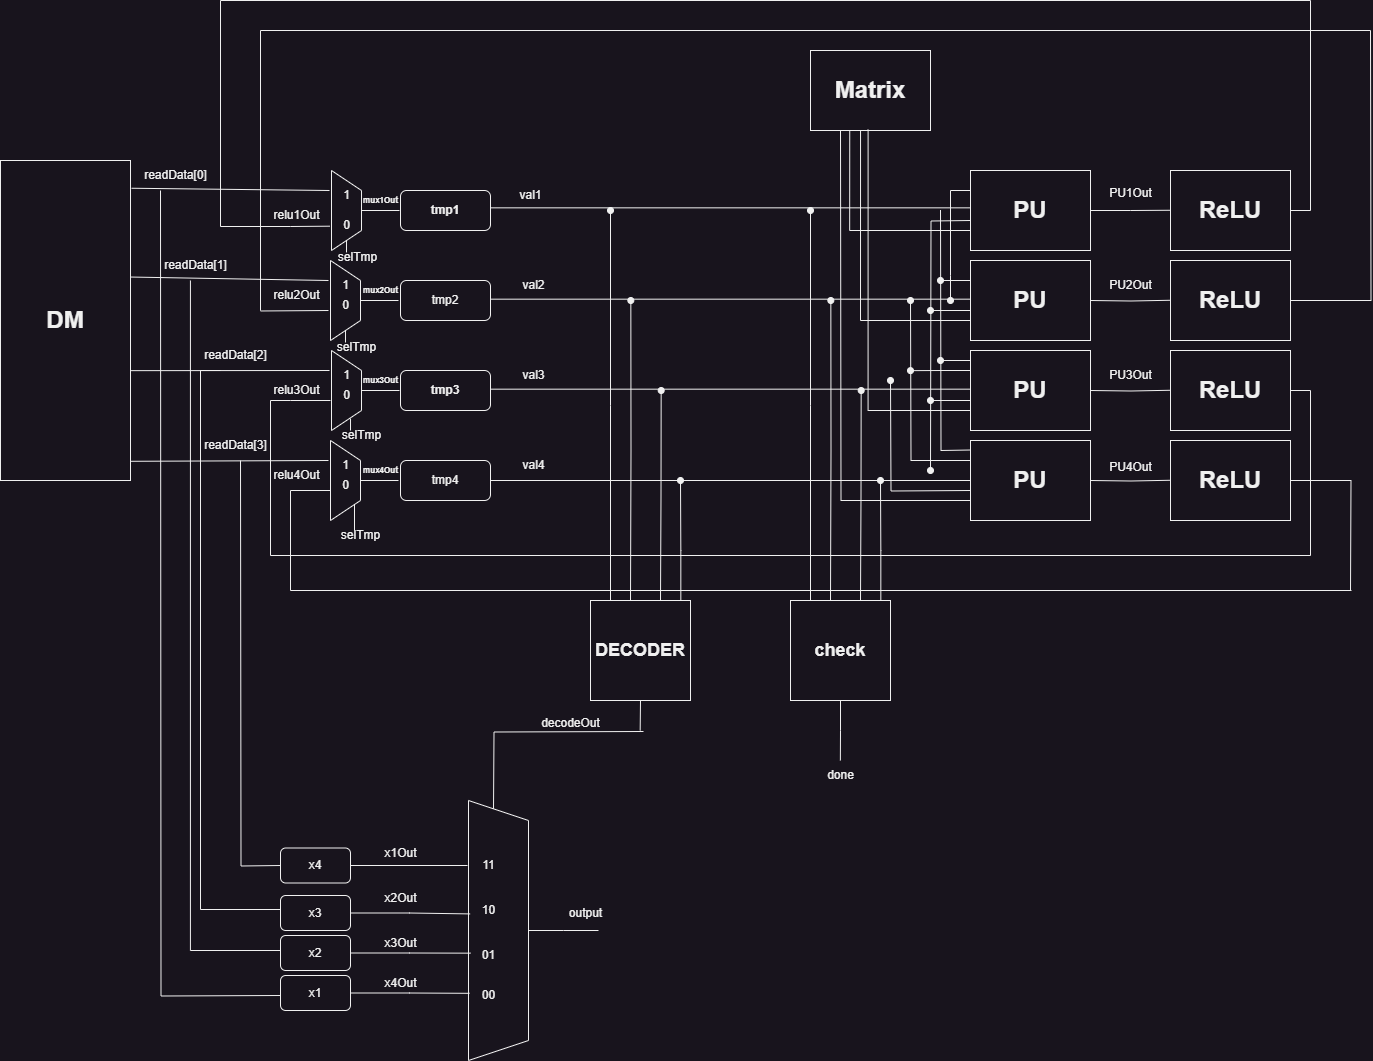 Matrix
readData[0]
1
mux1Out
tmp1
val1
PU
PU1Out
ReLU
relu1Out
0
selTmp
readData[1]
1
mux2Out
tmp2
val2
PU
PU2Out
ReLU
relu2Out
0
selTmp
DM
readData[2]
1
mux3Out
tmp3
val3
PU
PU3Out
ReLU
relu3Out
0
selTmp
readData[3]
1
mux4Out
tmp4
val4
PU
PU4Out
ReLU
relu4Out
0
selTmp
DECODER
check
decodeOut
done
x4
x1Out
11
x3
x2Out
10
output
x2
x3Out
01
x1
x4Out
00